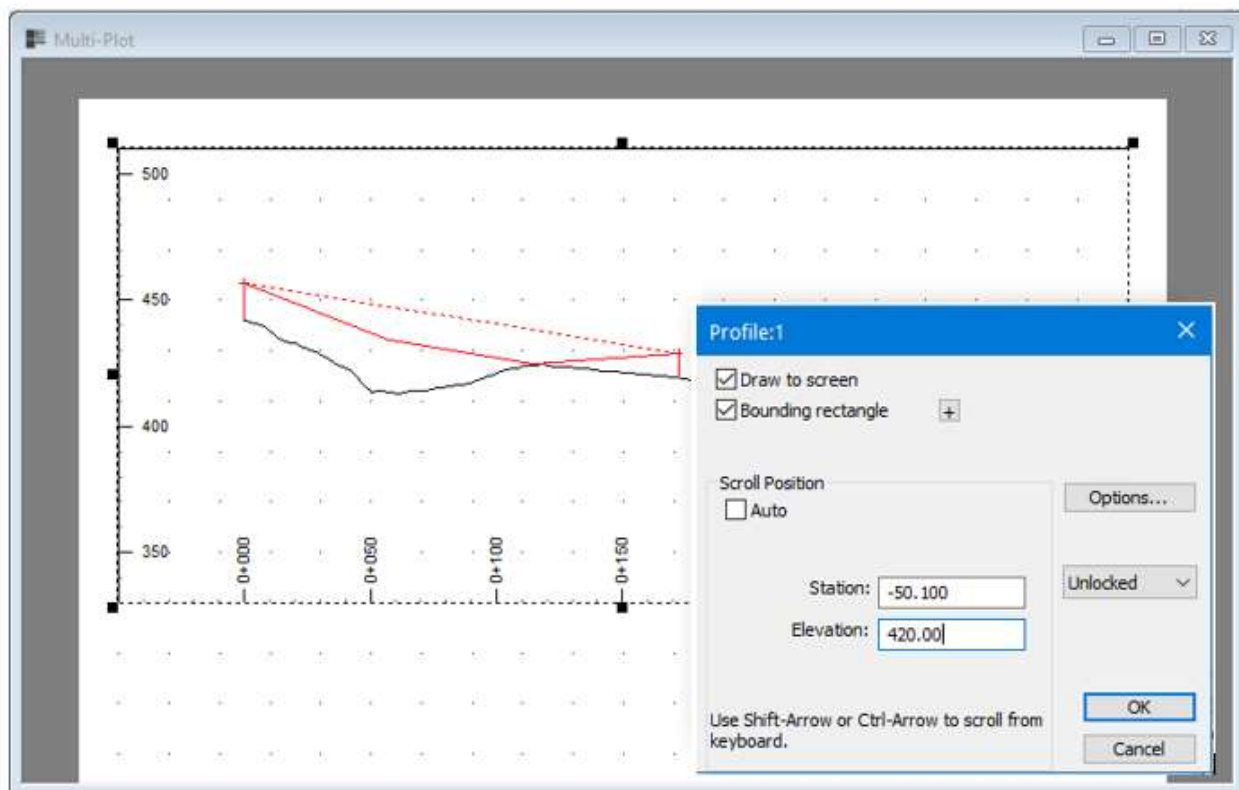 Multi-Plot
500
450
400
350
0+000
0+050
0+100
0+150
Profile:1
Draw to screen
Bounding rectangle +
Scroll Position
Auto
Options...
Station: -50.100
Unlocked
Elevation: 420.00
Use Shift-Arrow or Ctrl-Arrow to scroll from
keyboard.
OK
Cancel